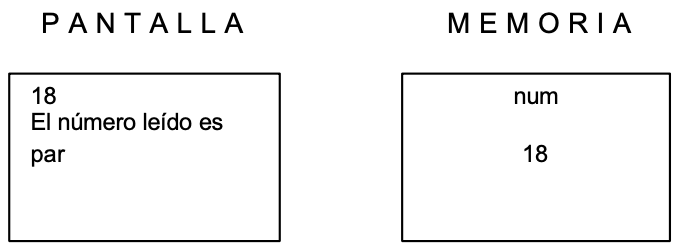 P A N T A L L A
M E M O R I A
18
El número leído es
par
num
18